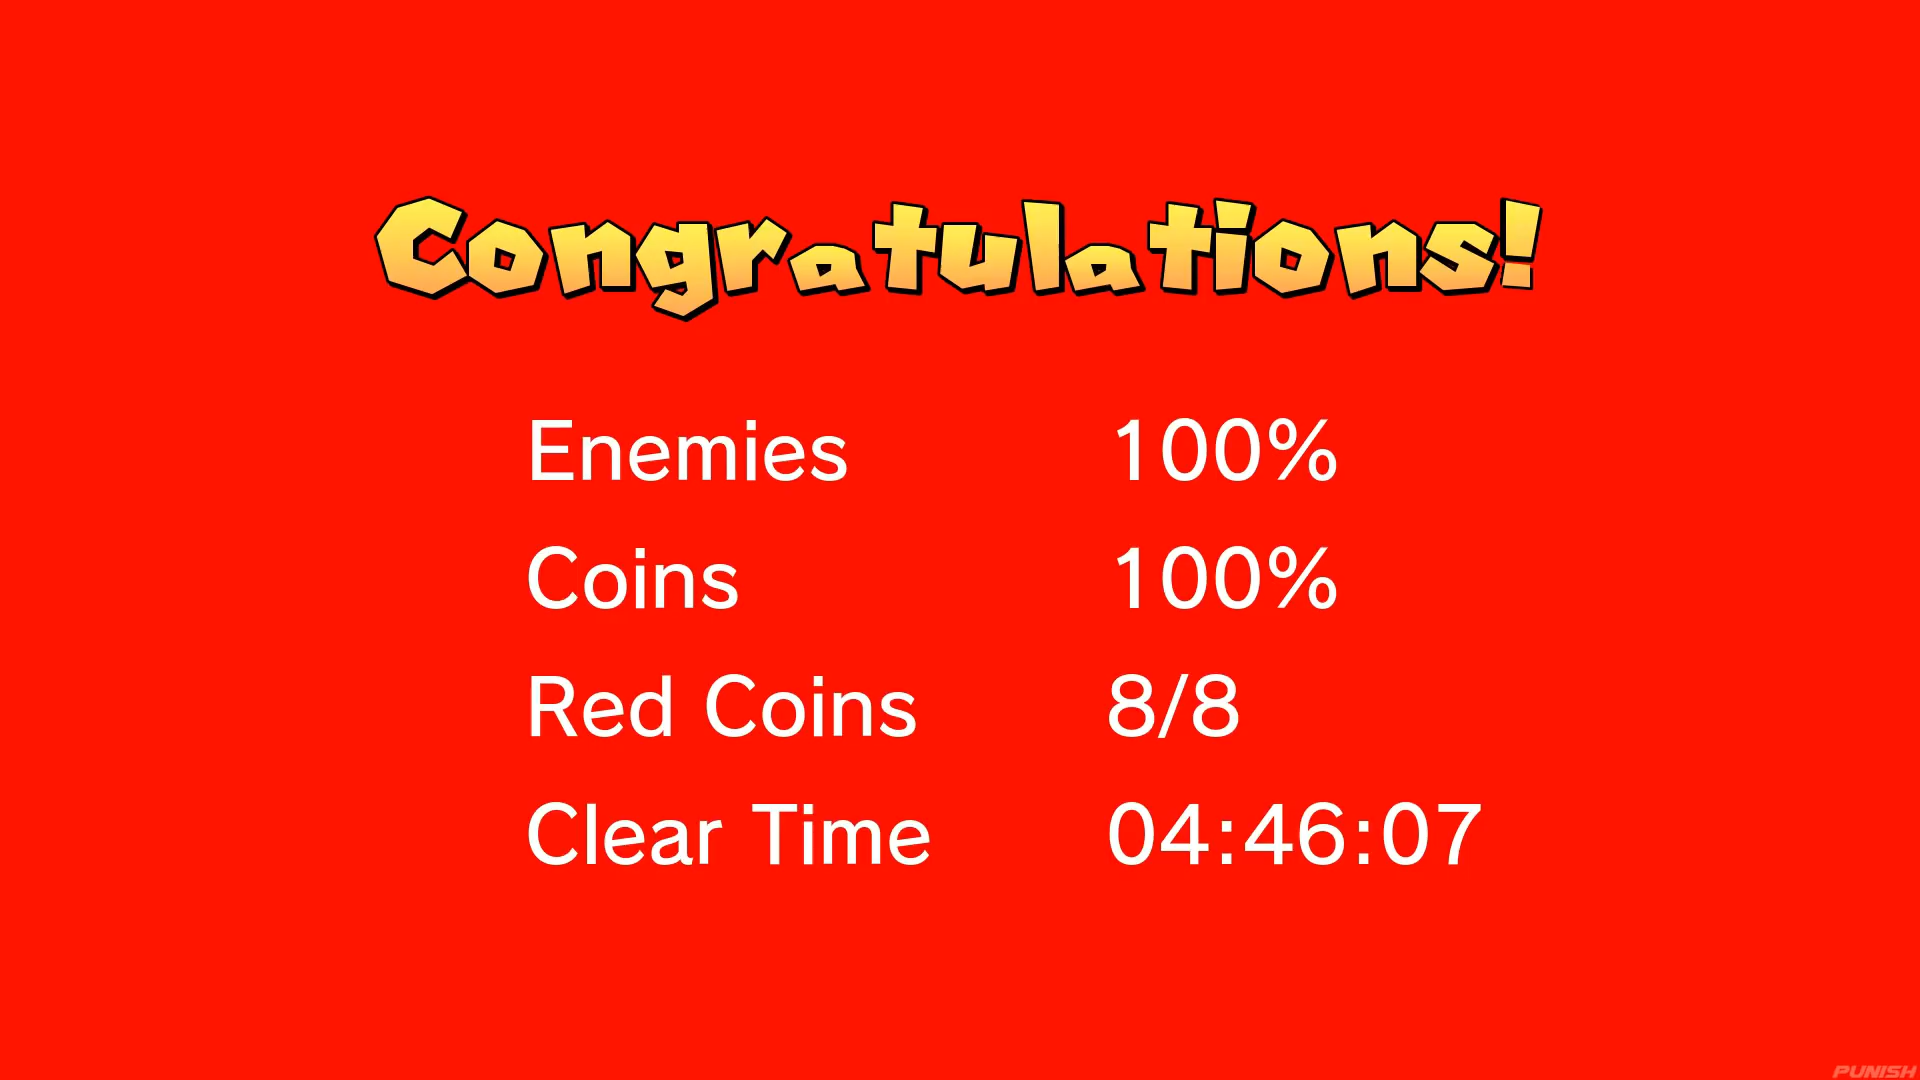 Congratulations!
Enemies 100%
Coins 100%
Red Coins 8/8
Clear Time 04:46:07
PUNISH